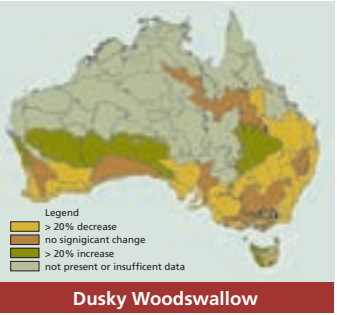 Legend
> 20% decrease
no signigicant change
> 20% increase
not present or insufficent data
Dusky Woodswallow